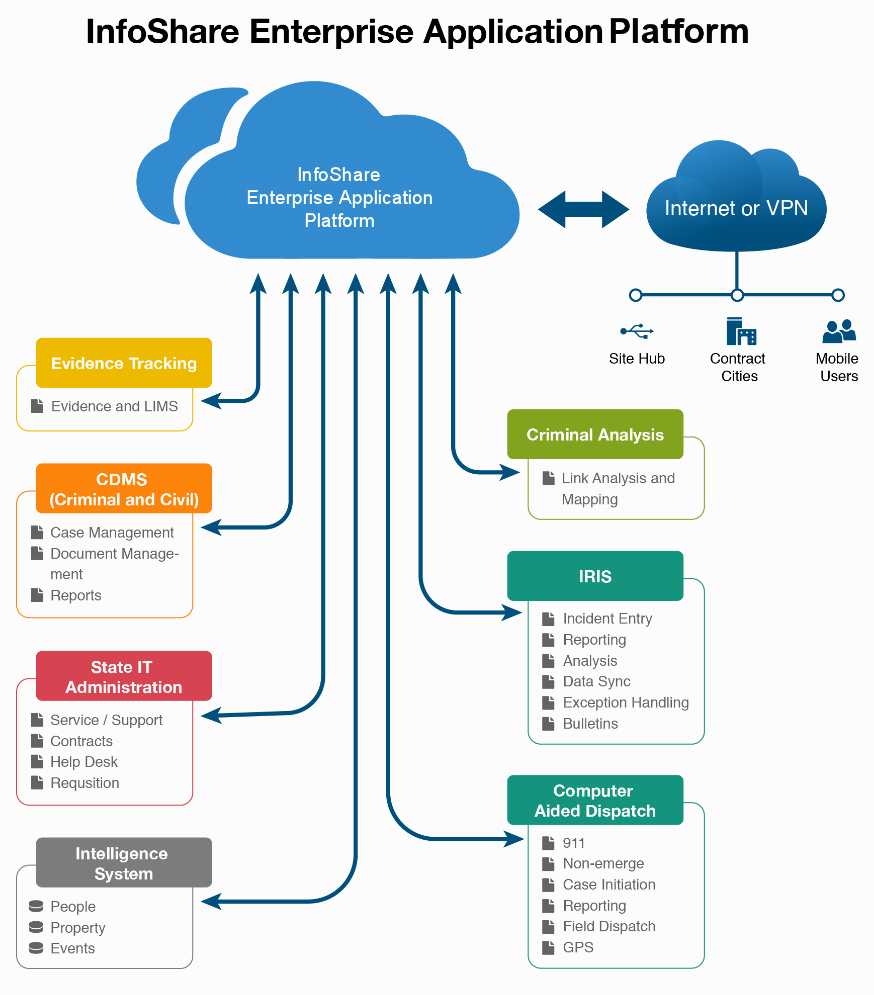 InfoShare Enterprise Application Platform
InfoShare
Enterprise Application
Platform
Internet or VPN
Site Hub
Contract
Cities
Mobile
Users
Evidence Tracking
Evidence and LIMS
CDMS
(Criminal and Civil)
Case Management
Document Manage-
ment
Reports
State IT
Administration
Service / Support
Contracts
Help Desk
Requsition
Intelligence
System
People
Property
Events
Criminal Analysis
Link Analysis and
Mapping
IRIS
Incident Entry
Reporting
Analysis
Data Sync
Exception Handling
Bulletins
Computer
Aided Dispatch
911
Non-emerge
Case Initiation
Reporting
Field Dispatch
GPS